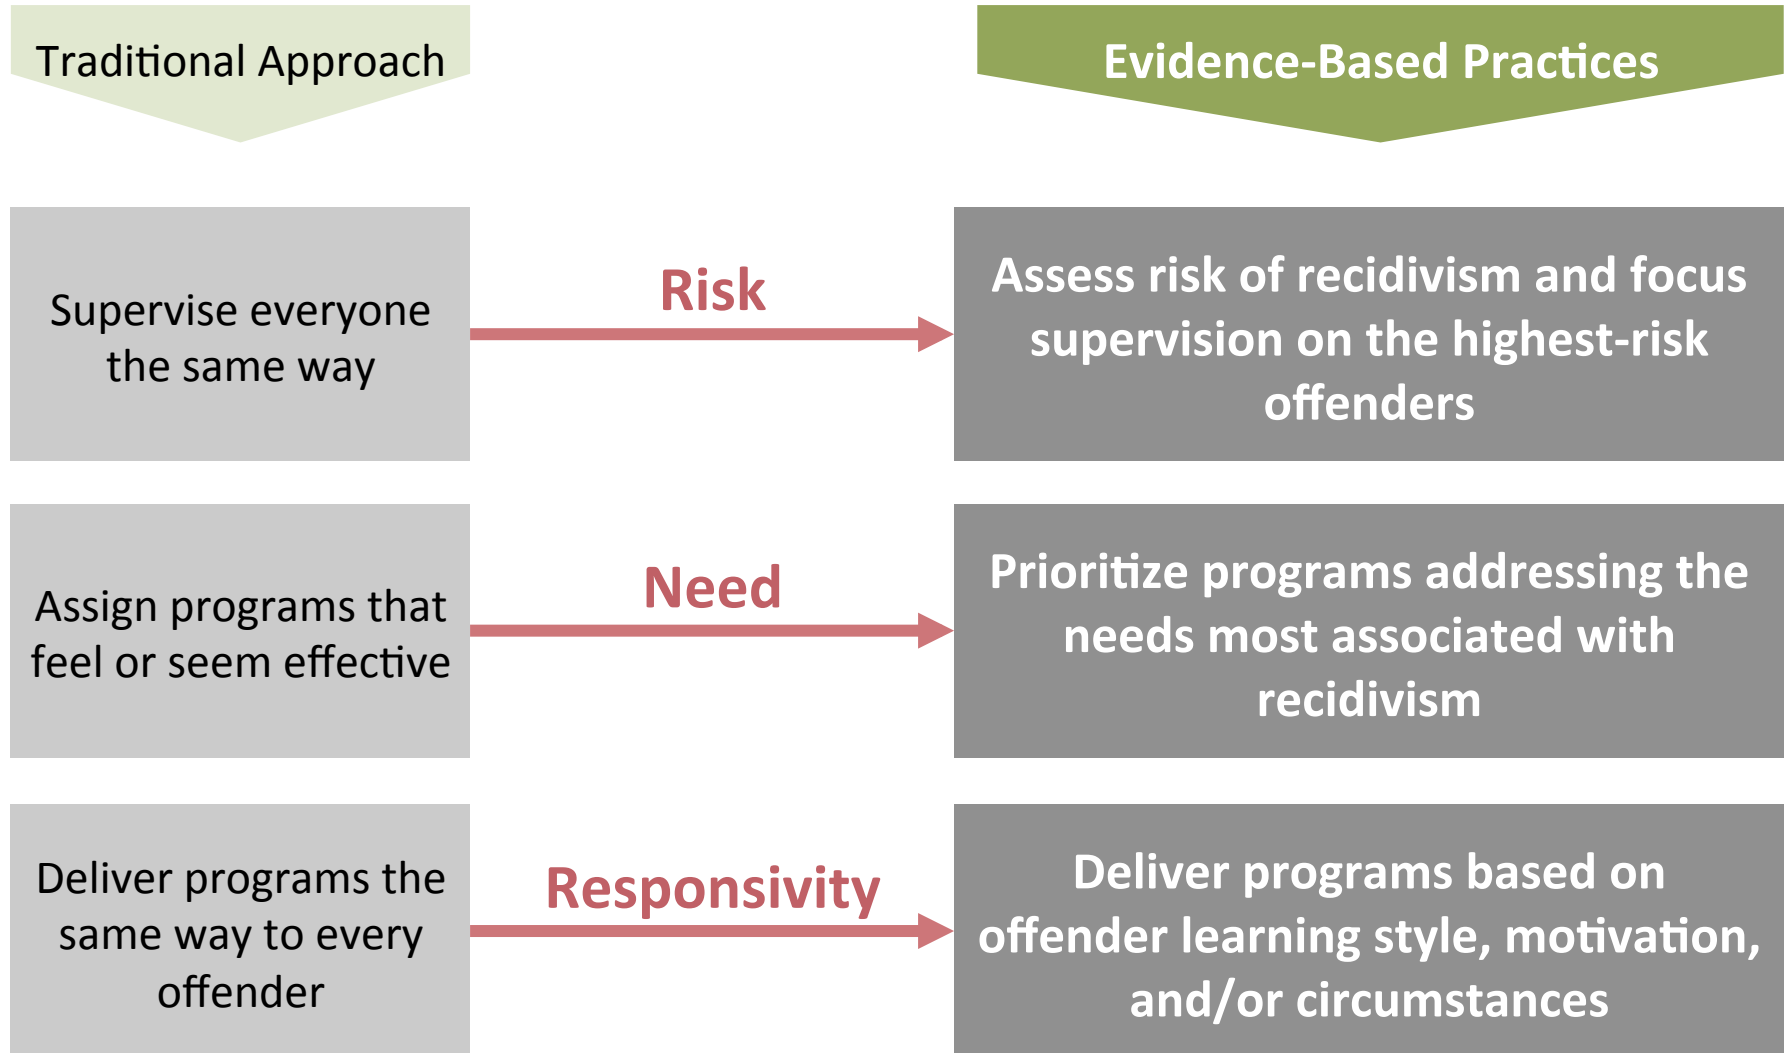 Traditional Approach
Evidence-Based Practices
Supervise everyone
the same way
Risk
Assess risk of recidivism and focus
supervision on the highest-risk
offenders
Assign programs that
feel or seem effective
Need
Prioritize programs addressing the
needs most associated with
recidivism
Deliver programs the
same way to every
offender
Responsivity
Deliver programs based on
offender learning style, motivation,
and/or circumstances